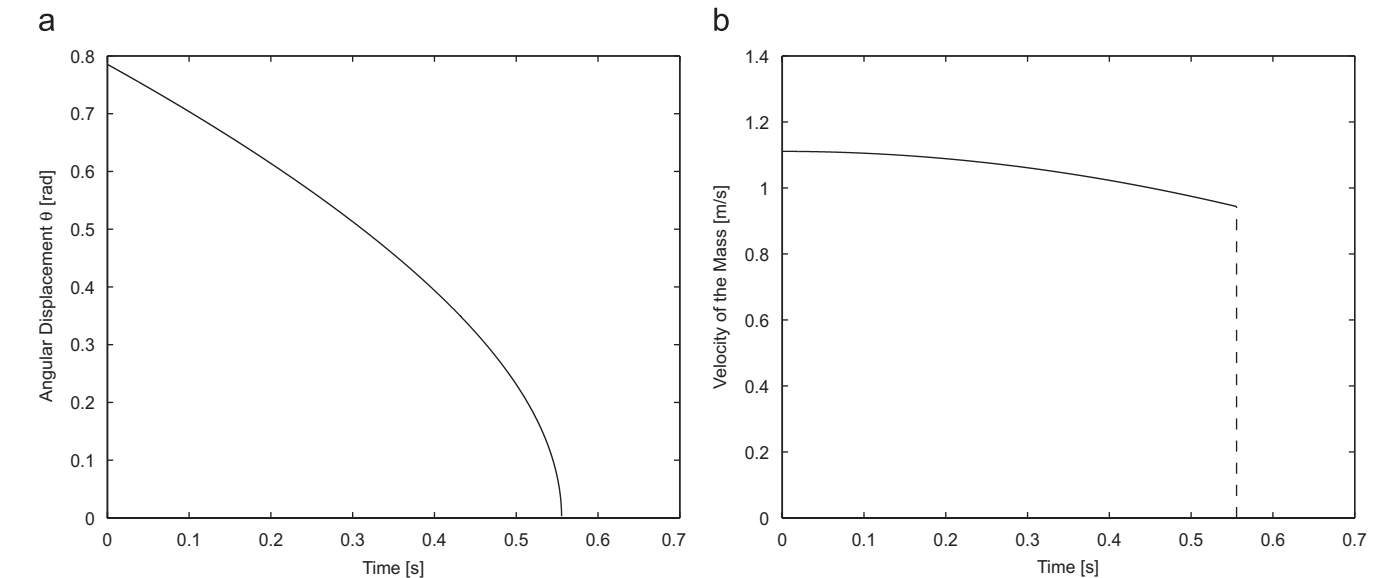 a
0.8
0.7
0.6
0.5
0.4
0.3
0.2
0.1
0
Angular Displacement θ [rad]
0 0.1 0.2 0.3 0.4 0.5 0.6 0.7
Time [s]
b
1.4
1.2
1
0.8
0.6
0.4
0.2
0
Velocity of the Mass [m/s]
0 0.1 0.2 0.3 0.4 0.5 0.6 0.7
Time [s]